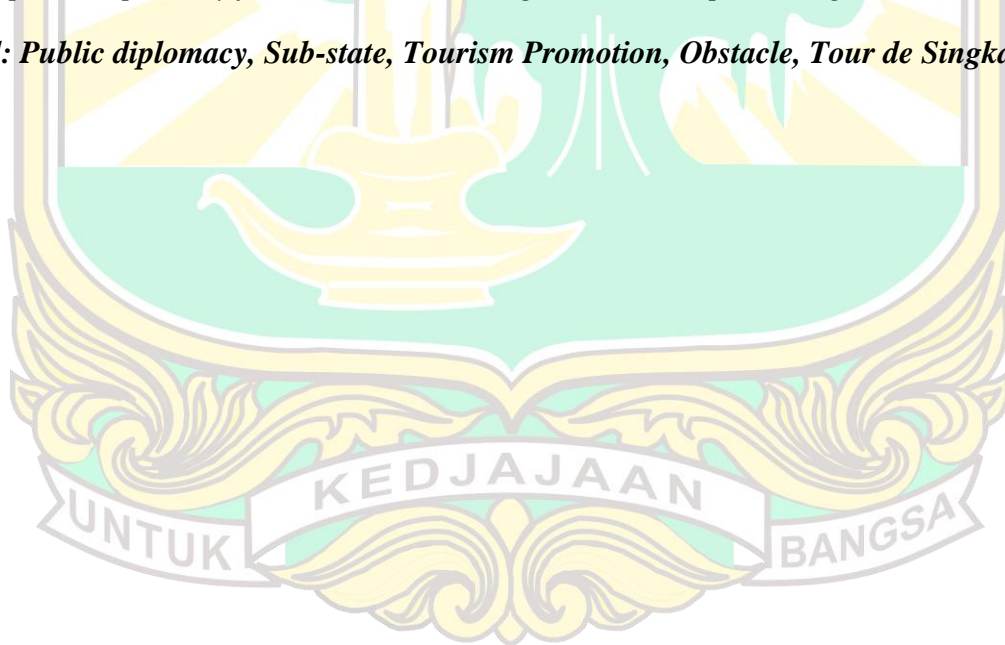 : Public diplomacy, Sub-state, Tourism Promotion, Obstacle, Tour de Singka
UNTUK KEDJAJAAN BANGSA